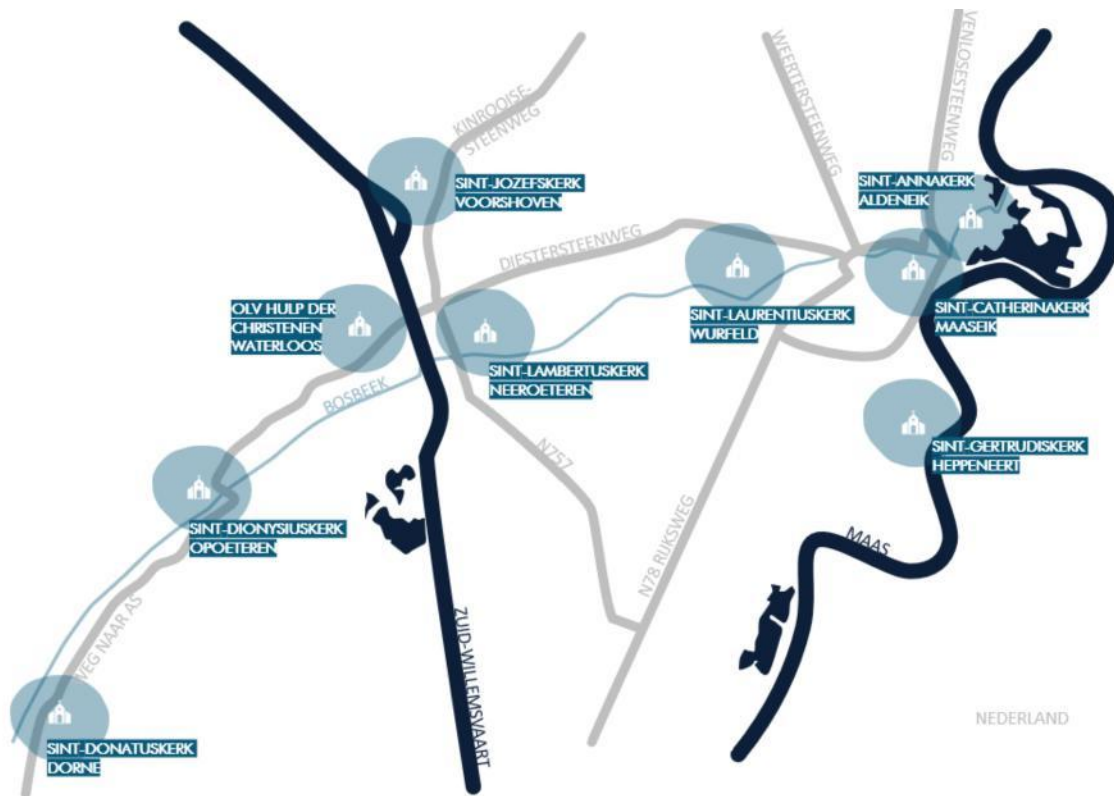 KINROOISE-
STEENWEG
WEERTERSTEENWEG
VENLOSESTEENWEG
SINT-JOZEFSKERK
VOORSHOVEN
SINT-ANNAKERK
ALDENEIK
DIESTERSTEENWEG
OLV HULP DER
CHRISTENEN
WATERLOOS
SINT-LAURENTIUSKERK
WURFELD
SINT-CATHERINAKERK
MAASEIK
SINT-LAMBERTUSKERK
NEEROETEREN
BOSBEEK
SINT-GERTRUDISKERK
HEPPENEERT
N757
SINT-DIONYSIUSKERK
OPOETEREN
N78 RIJKSWEG
MAAS
WEG NAAR AS
ZUID-WILLEMSVAART
NEDERLAND
SINT-DONATUSKERK
DORNE